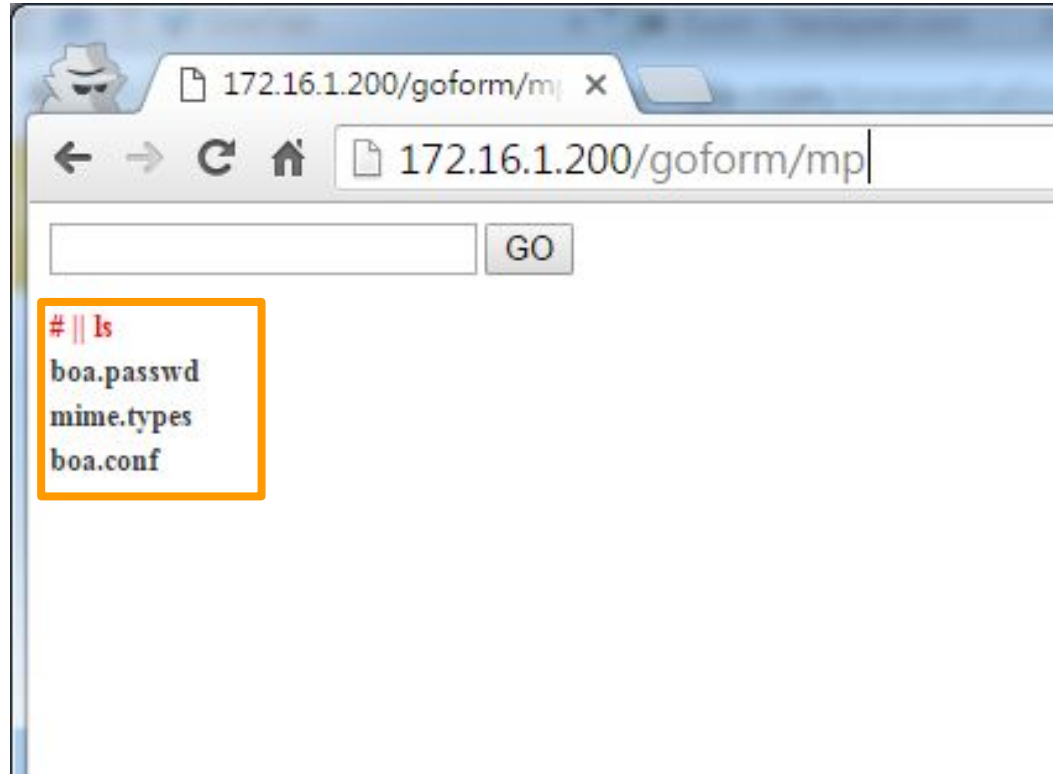 172.16.1.200/goform/m
172.16.1.200/goform/mp
GO
# || ls
boa.passwd
mime.types
boa.conf